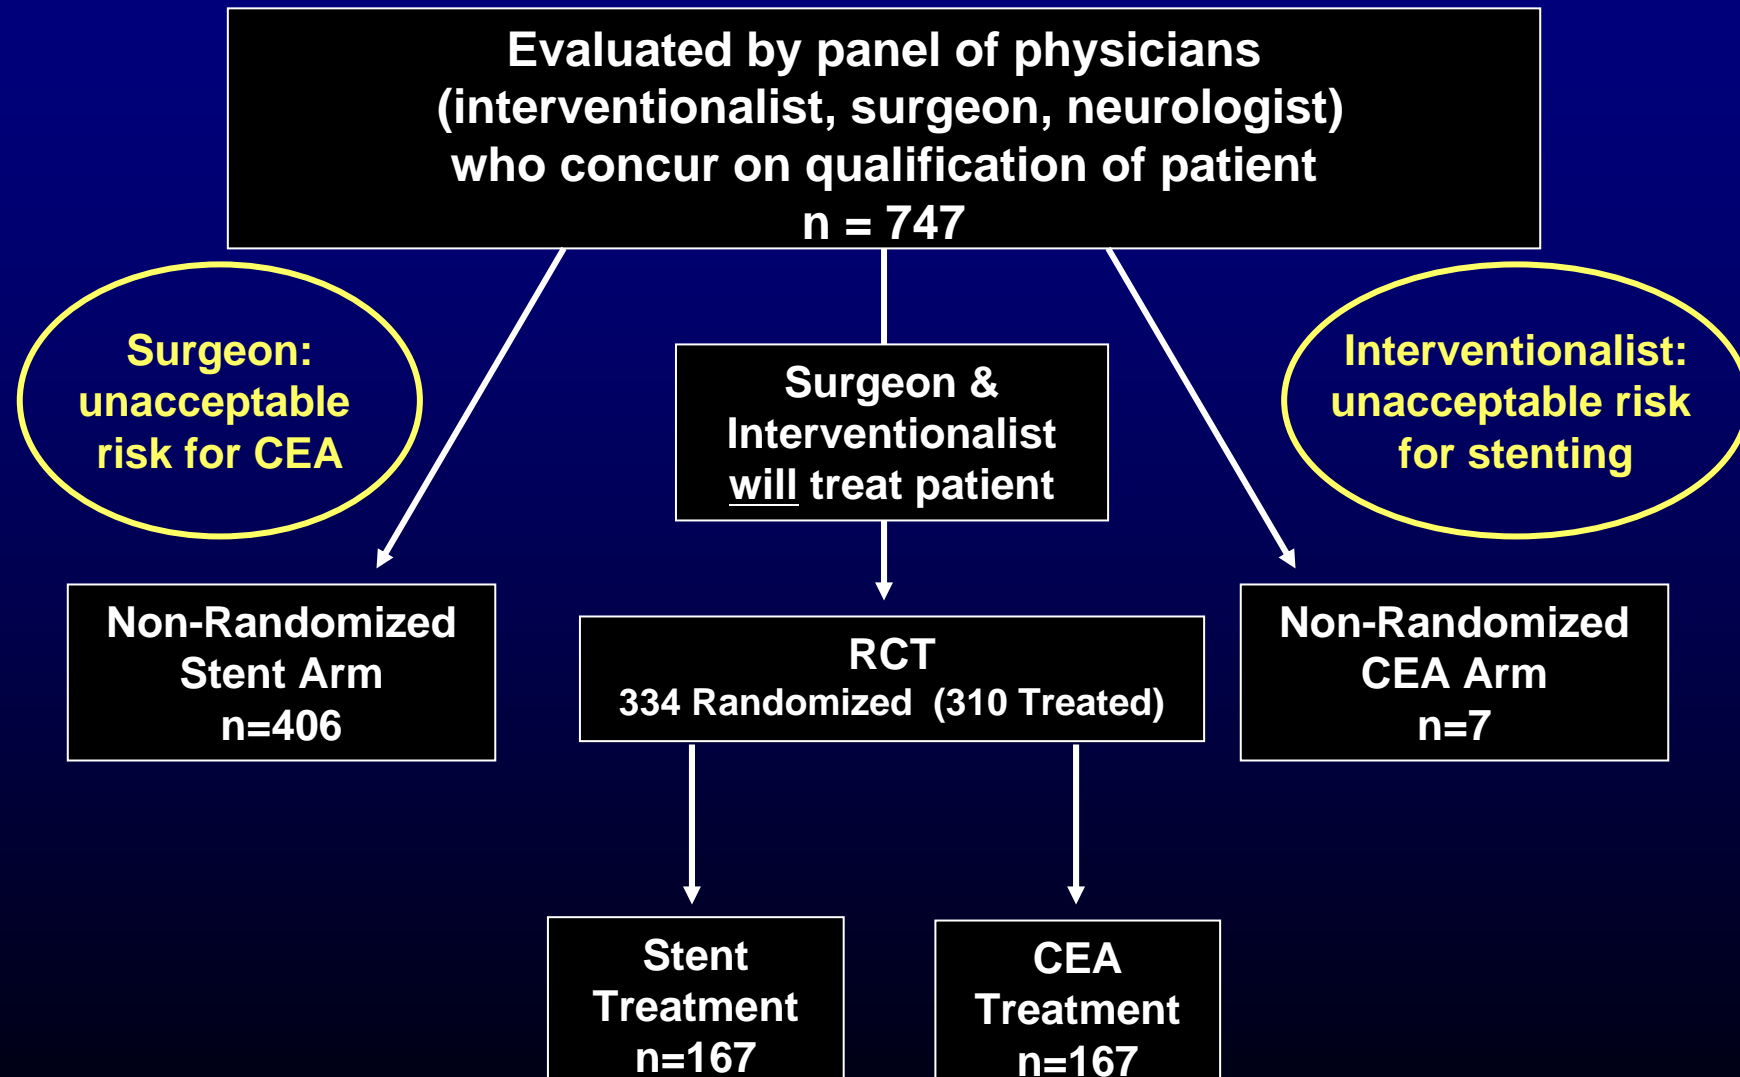 Evaluated by panel of physicians
(interventionalist, surgeon, neurologist)
who concur on qualification of patient
n = 747
Surgeon:
unacceptable
risk for CEA
Surgeon &
Interventionalist
will treat patient
Interventionalist:
unacceptable risk
for stenting
Non-Randomized
Stent Arm
n=406
RCT
334 Randomized (310 Treated)
Non-Randomized
CEA Arm
n=7
Stent
Treatment
n=167
CEA
Treatment
n=167